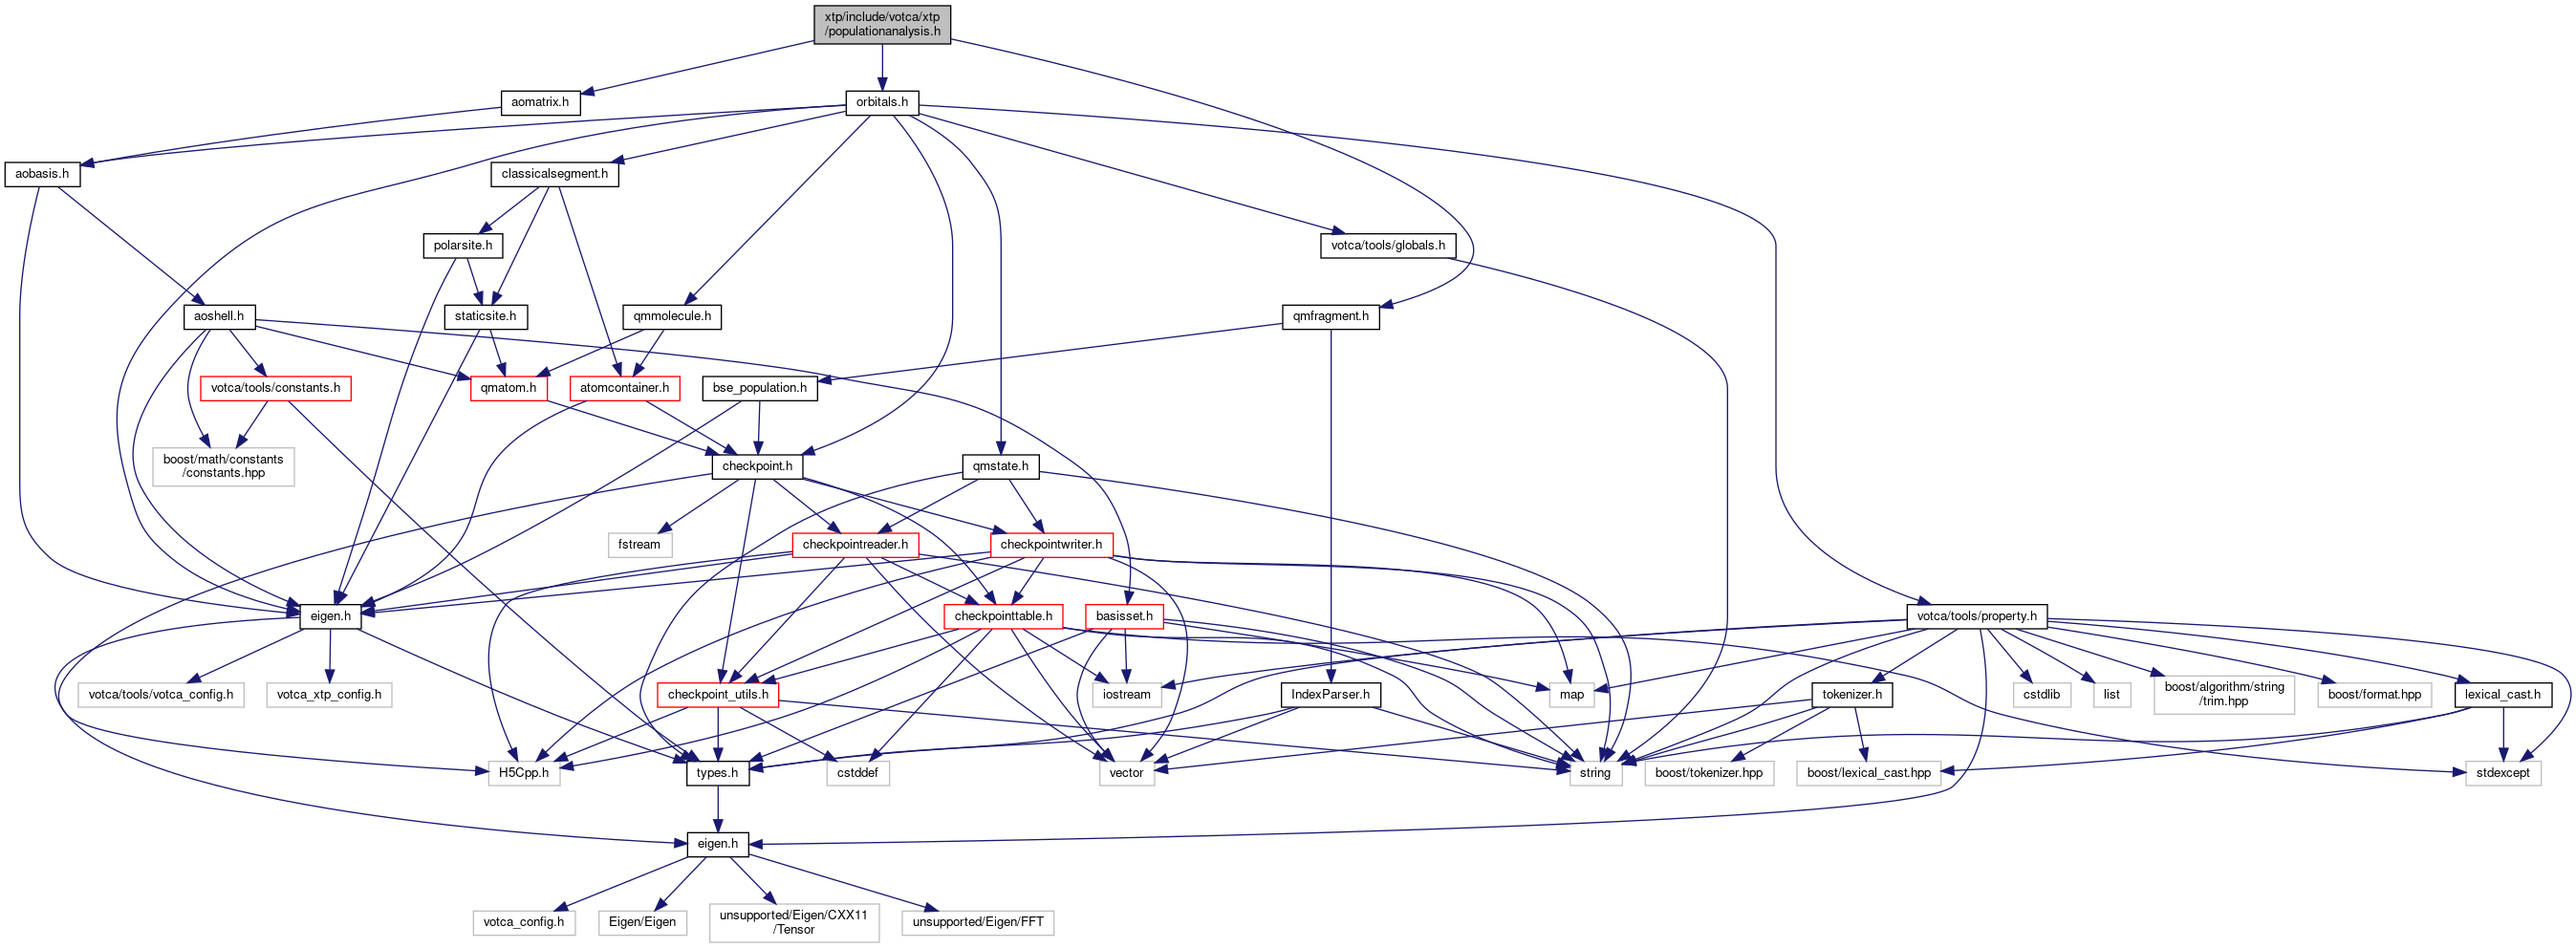 xtp/include/votca/xtp
/populationanalysis.h
aomatrix.h
orbitals.h
aobasis.h
classicalsegment.h
polarsite.h
votca/tools/globals.h
aoshell.h
staticsite.h
qmmolecule.h
qmfragment.h
votca/tools/constants.h
qmatom.h
atomcontainer.h
bse_population.h
boost/math/constants
/constants.hpp
checkpoint.h
qmstate.h
fstream
checkpointreader.h
checkpointwriter.h
eigen.h
checkpointtable.h
basisset.h
votca/tools/property.h
votca/tools/votca_config.h
votca_xtp_config.h
checkpoint_utils.h
iostream
IndexParser.h
map
tokenizer.h
cstdlib
list
boost/algorithm/string
/trim.hpp
boost/format.hpp
lexical_cast.h
H5Cpp.h
types.h
cstddef
vector
string
boost/tokenizer.hpp
boost/lexical_cast.hpp
stdexcept
eigen.h
votca_config.h
Eigen/Eigen
unsupported/Eigen/CXX11
/Tensor
unsupported/Eigen/FFT